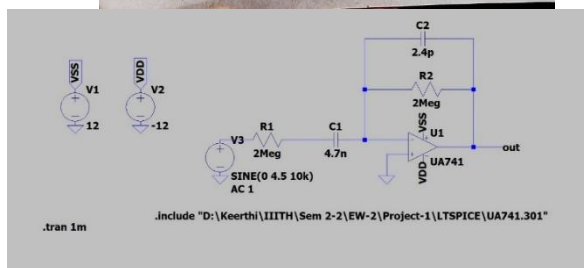 C2
2.4p
R2
2Meg
VSS
V1
12
VDD
V2
-12
V3
R1
2Meg
C1
4.7n
VSS
U1
UA741
VDD
out
SINE(0 4.5 10k)
AC 1
.tran 1m
.include "D:\Keerthi\IIITH\Sem 2-2\EW-2\Project-1\LTSPICE\UA741.301"